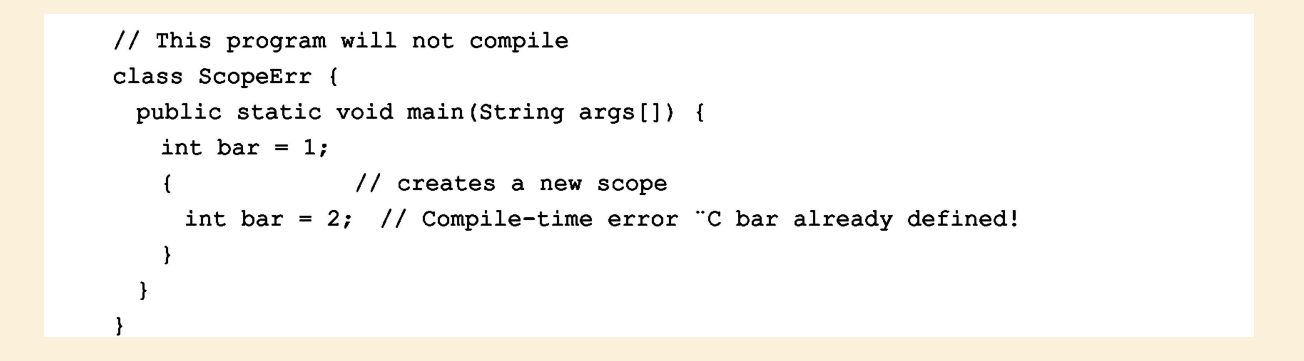 // This program will not compile
class ScopeErr {
public static void main(String args[]) {
int bar = 1;
{ // creates a new scope
int bar = 2; // Compile-time error ¨C bar already defined!
}
}
}